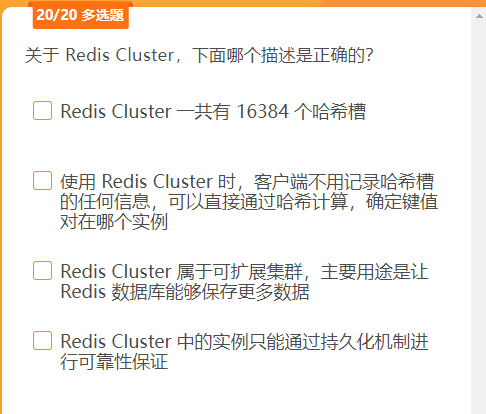 20/20 多选题
关于 Redis Cluster，下面哪个描述是正确的？
Redis Cluster 一共有 16384 个哈希槽
使用 Redis Cluster 时，客户端不用记录哈希槽
的任何信息，可以直接通过哈希计算，确定键值
对在哪个实例
Redis Cluster 属于可扩展集群，主要用途是让
Redis 数据库能够保存更多数据
Redis Cluster 中的实例只能通过持久化机制进
行可靠性保证